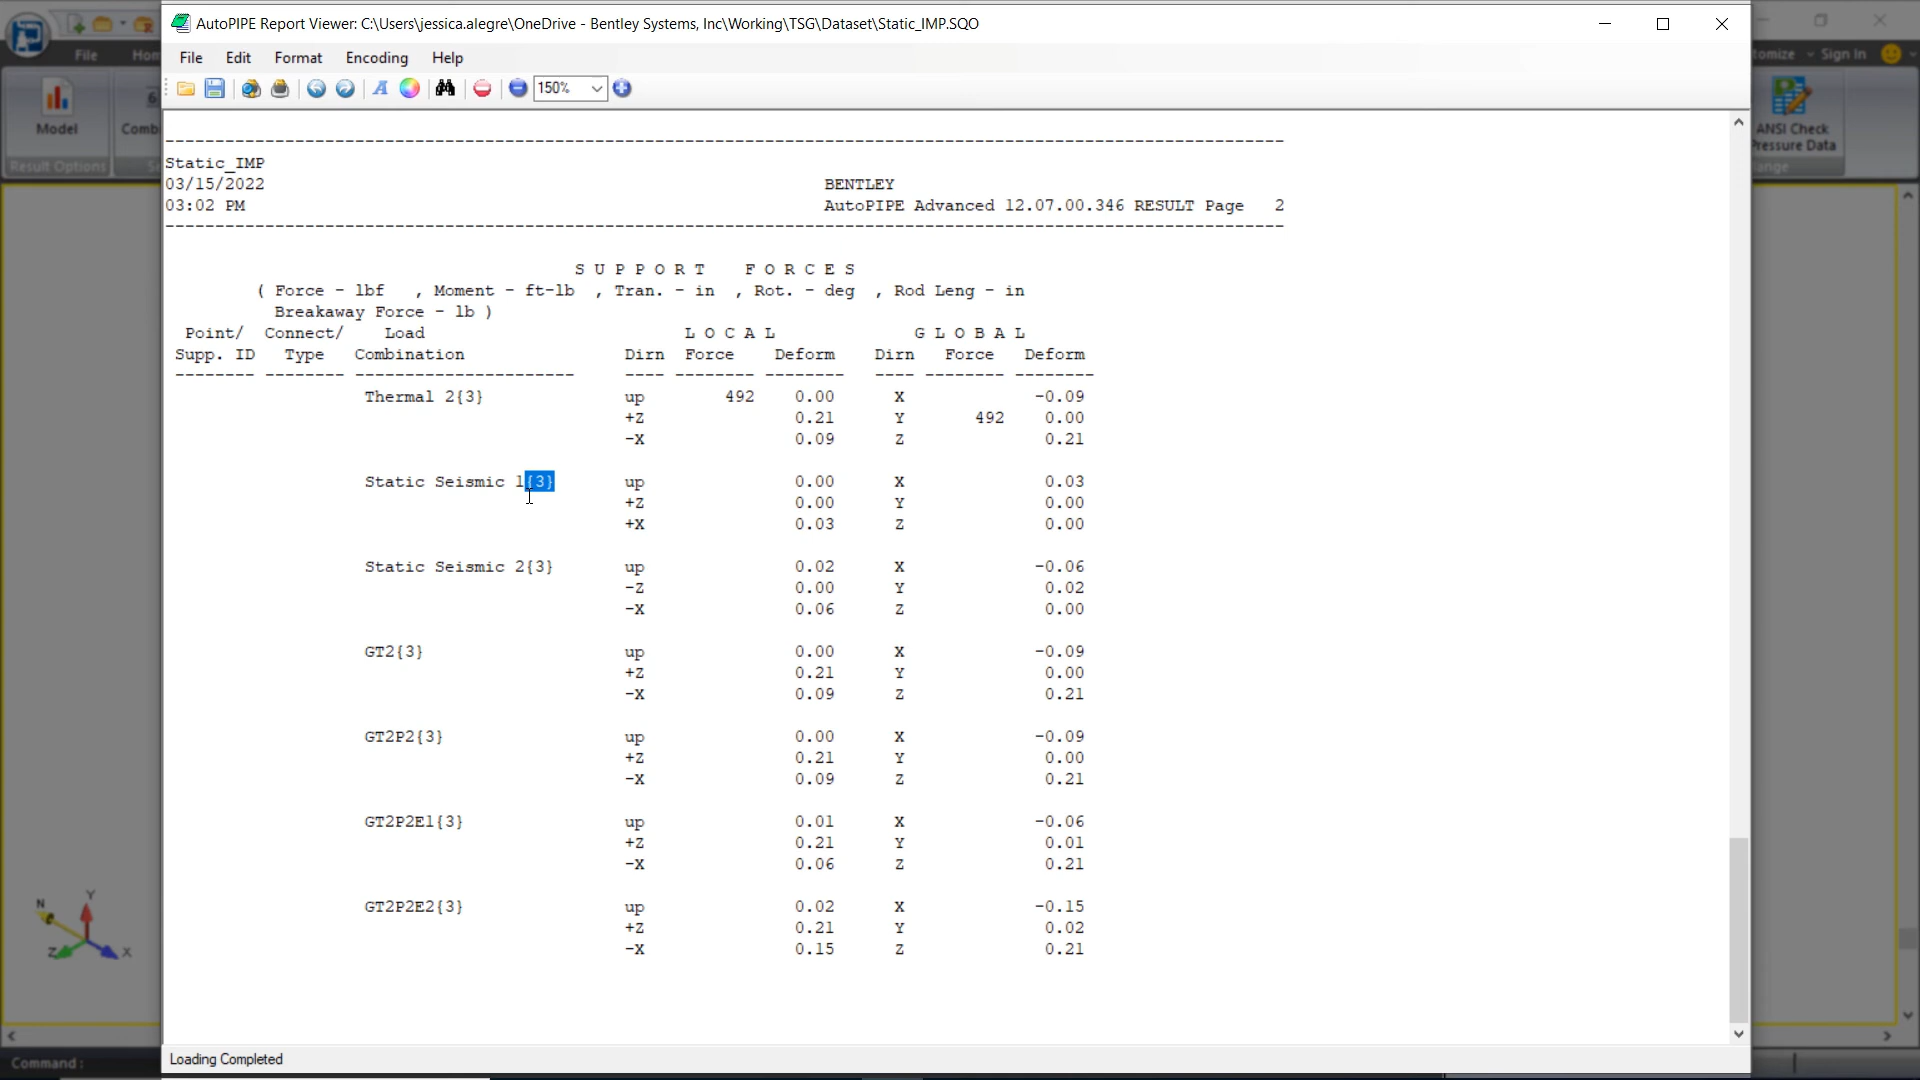 AutoPIPE Report Viewer: C:\Users\jessica.alegre\OneDrive - Bentley Systems, Inc\Working\TSG\Dataset\Static_IMP.SQO
File Edit Format Encoding Help
150%
File
Sign In
Model
Result Options
ANSI Check
Pressure Data
Static_IMP
03/15/2022 BENTLEY
03:02 PM AutoPIPE Advanced 12.07.00.346 RESULT Page 2
S U P P O R T F O R C E S
( Force - lbf , Moment - ft-lb , Tran. - in , Rot. - deg , Rod Leng - in
Breakaway Force - lb )
Point/ Connect/ Load L O C A L G L O B A L
Supp. ID Type Combination Dirn Force Deform Dirn Force Deform
Thermal 2{3} up 492 0.00 X -0.09
+Z 0.21 Y 492 0.00
-X 0.09 Z 0.21
Static Seismic 1{3} up 0.00 X 0.03
+Z 0.00 Y 0.00
+X 0.03 Z 0.00
Static Seismic 2{3} up 0.02 X -0.06
-Z 0.00 Y 0.02
-X 0.06 Z 0.00
GT2{3} up 0.00 X -0.09
+Z 0.21 Y 0.00
-X 0.09 Z 0.21
GT2P2{3} up 0.00 X -0.09
+Z 0.21 Y 0.00
-X 0.09 Z 0.21
GT2P2E1{3} up 0.01 X -0.06
+Z 0.21 Y 0.01
-X 0.06 Z 0.21
GT2P2E2{3} up 0.02 X -0.15
+Z 0.21 Y 0.02
-X 0.15 Z 0.21
N Y Z X
Loading Completed
Command: